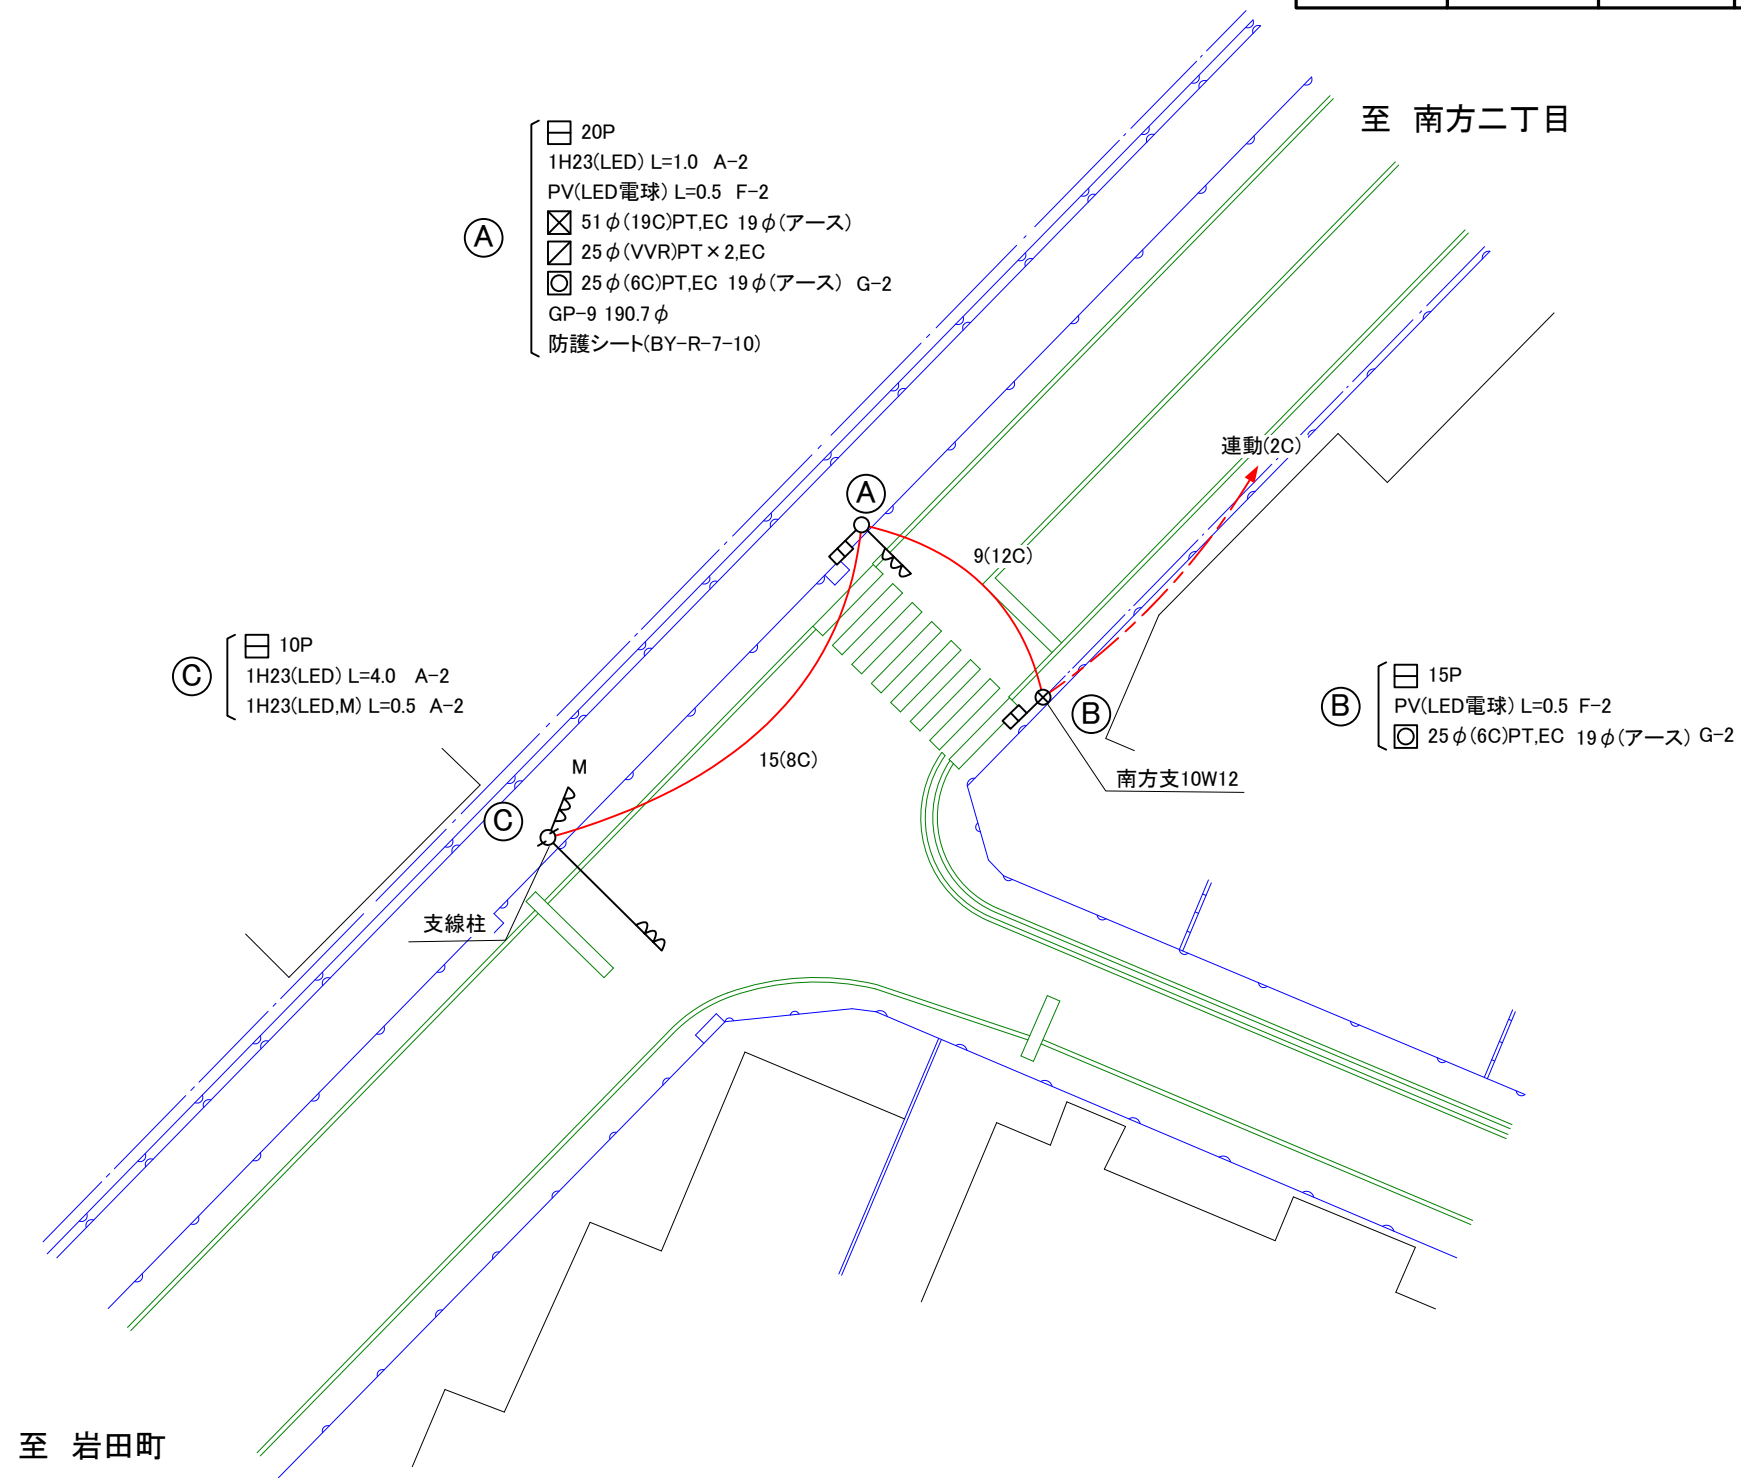 至 南方二丁目
A
20P
1H23(LED) L=1.0 A-2
PV(LED電球) L=0.5 F-2
51φ(19C)PT,EC 19φ(アース)
25φ(VVR)PT×2,EC
25φ(6C)PT,EC 19φ(アース) G-2
GP-9 190.7φ
防護シート(BY-R-7-10)
連動(2C)
A
9(12C)
C
10P
1H23(LED) L=4.0 A-2
1H23(LED,M) L=0.5 A-2
B
15P
PV(LED電球) L=0.5 F-2
25φ(6C)PT,EC 19φ(アース) G-2
B
15(8C)
M
南方支10W12
C
支線柱
至 岩田町